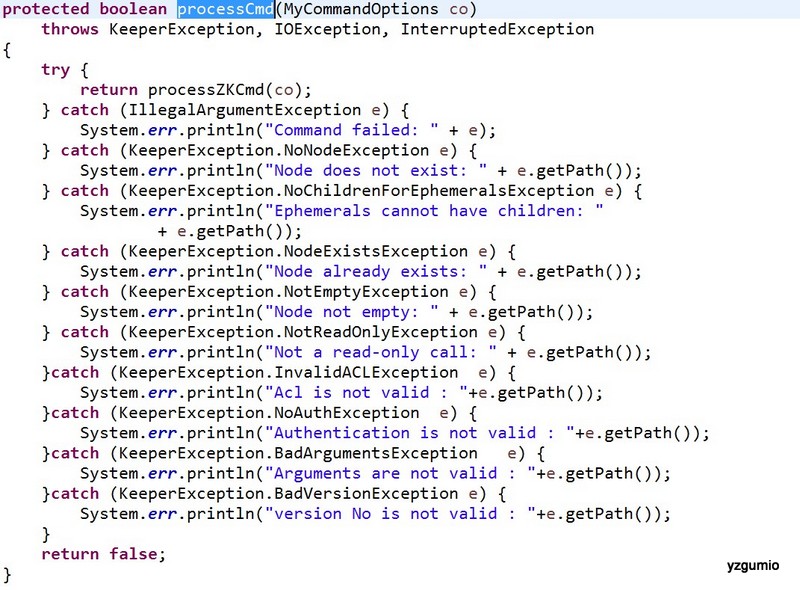 protected boolean processCmd(MyCommandOptions co)
    throws KeeperException, IOException, InterruptedException
{
    try {
        return processZKCmd(co);
    } catch (IllegalArgumentException e) {
        System.err.println("Command failed: " + e);
    } catch (KeeperException.NoNodeException e) {
        System.err.println("Node does not exist: " + e.getPath());
    } catch (KeeperException.NoChildrenForEphemeralsException e) {
        System.err.println("Ephemerals cannot have children: "
                + e.getPath());
    } catch (KeeperException.NodeExistsException e) {
        System.err.println("Node already exists: " + e.getPath());
    } catch (KeeperException.NotEmptyException e) {
        System.err.println("Node not empty: " + e.getPath());
    } catch (KeeperException.NotReadOnlyException e) {
        System.err.println("Not a read-only call: " + e.getPath());
    }catch (KeeperException.InvalidACLException  e) {
        System.err.println("Acl is not valid : "+e.getPath());
    }catch (KeeperException.NoAuthException  e) {
        System.err.println("Authentication is not valid : "+e.getPath());
    }catch (KeeperException.BadArgumentsException   e) {
        System.err.println("Arguments are not valid : "+e.getPath());
    }catch (KeeperException.BadVersionException e) {
        System.err.println("version No is not valid : "+e.getPath());
    }
    return false;
}
yzgumio